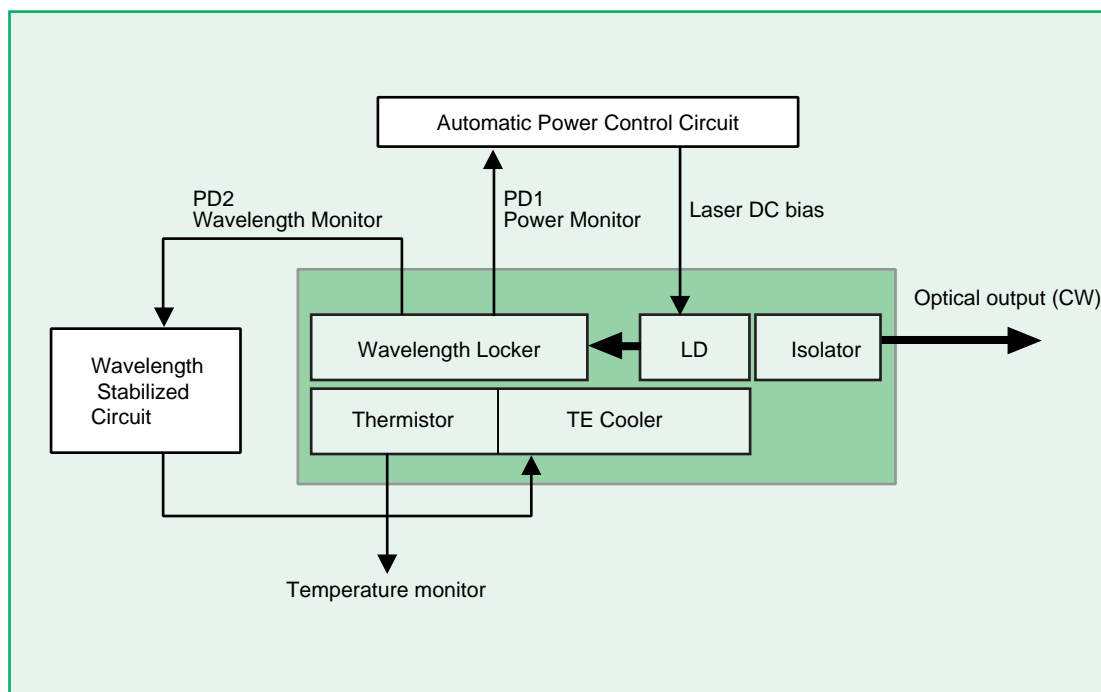 Automatic Power Control Circuit
PD2
Wavelength Monitor
PD1
Power Monitor
Laser DC bias
Optical output (CW)
Wavelength Locker
LD
Isolator
Wavelength
Stabilized
Circuit
Thermistor
TE Cooler
Temperature monitor